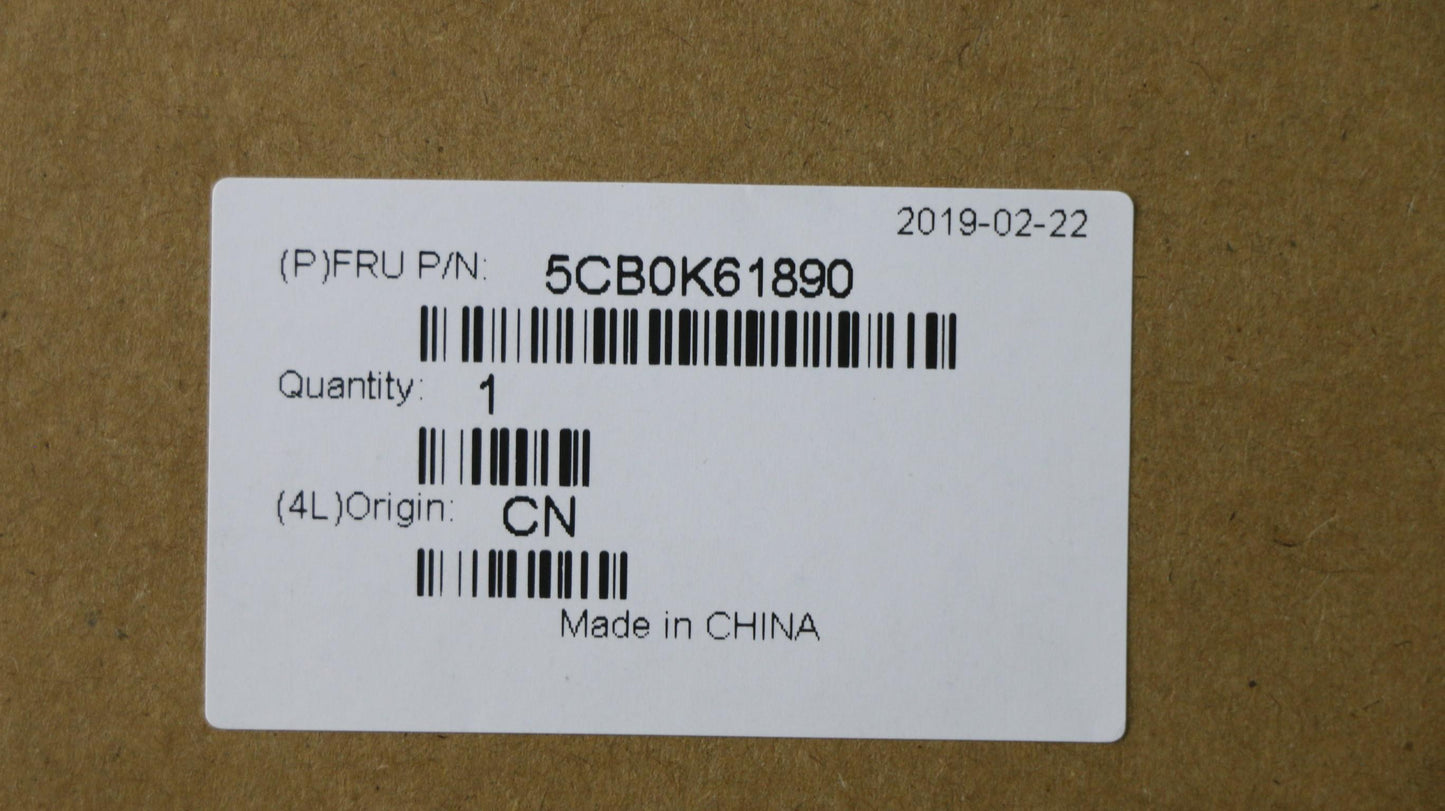 2019-02-22
(P)FRU P/N: 5CB0K61890
Quantity: 1
(4L)Origin: CN
Made in CHINA